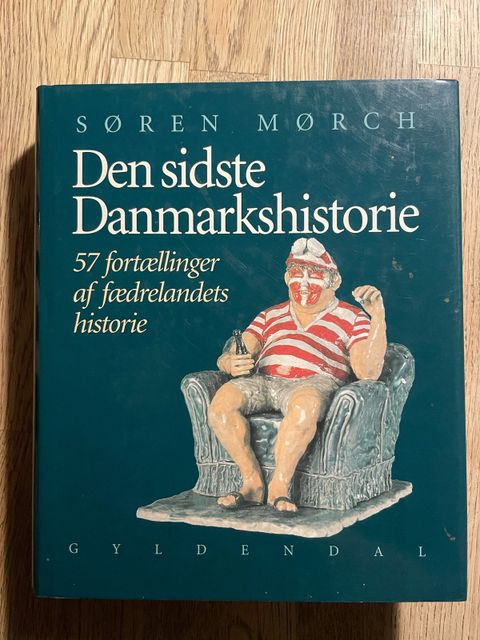 SØREN MØRCH
Den sidste
Danmarkshistorie
57 fortællinger
af fædrelandets
historie
GYLDENDAL